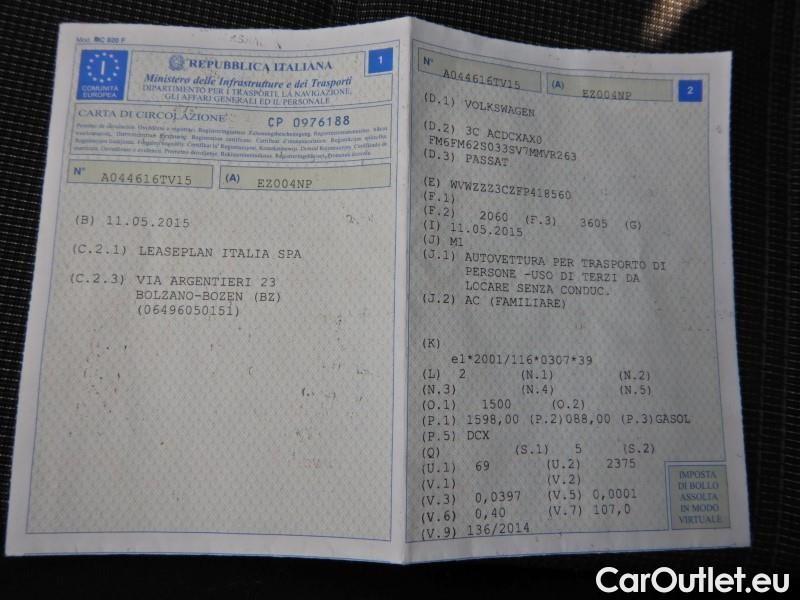 Mod. MC 820 F
I
COMUNITÀ
EUROPEA
REPUBBLICA ITALIANA
Ministero delle Infrastrutture e dei Trasporti
DIPARTIMENTO PER I TRASPORTI, LA NAVIGAZIONE,
GLI AFFARI GENERALI ED IL PERSONALE
1
CARTA DI CIRCOLAZIONE
CP 0976188
N° A044616TV15 (A) EZ004NP
(B) 11.05.2015
(C.2.1) LEASEPLAN ITALIA SPA
(C.2.3) VIA ARGENTIERI 23
BOLZANO-BOZEN (BZ)
(06496050151)
N° A044616TV15 (A) EZ004NP
2
(D.1) VOLKSWAGEN
(D.2) 3C ACDCXAX0
FM6FM62S033SV7MMVR263
(D.3) PASSAT
(E) WVWZZZ3CZFP418560
(F.1)
(F.2) 2060 (F.3) 3605 (G)
(I) 11.05.2015
(J) M1
(J.1) AUTOVETTURA PER TRASPORTO DI
PERSONE -USO DI TERZI DA
LOCARE SENZA CONDUC.
(J.2) AC (FAMILIARE)
(K)
e1*2001/116*0307*39
(L) 2 (N.1) (N.2)
(N.3) (N.4) (N.5)
(O.1) 1500 (O.2)
(P.1) 1598,00 (P.2)088,00 (P.3)GASOL
(P.5) DCX
(Q) (S.1) 5 (S.2)
(U.1) 69 (U.2) 2375
(V.1) (V.2)
(V.3) 0,0397 (V.5) 0,0001
(V.6) 0,40 (V.7) 107,0
(V.9) 136/2014
IMPOSTA
DI BOLLO
ASSOLTA
IN MODO
VIRTUALE
CarOutlet.eu